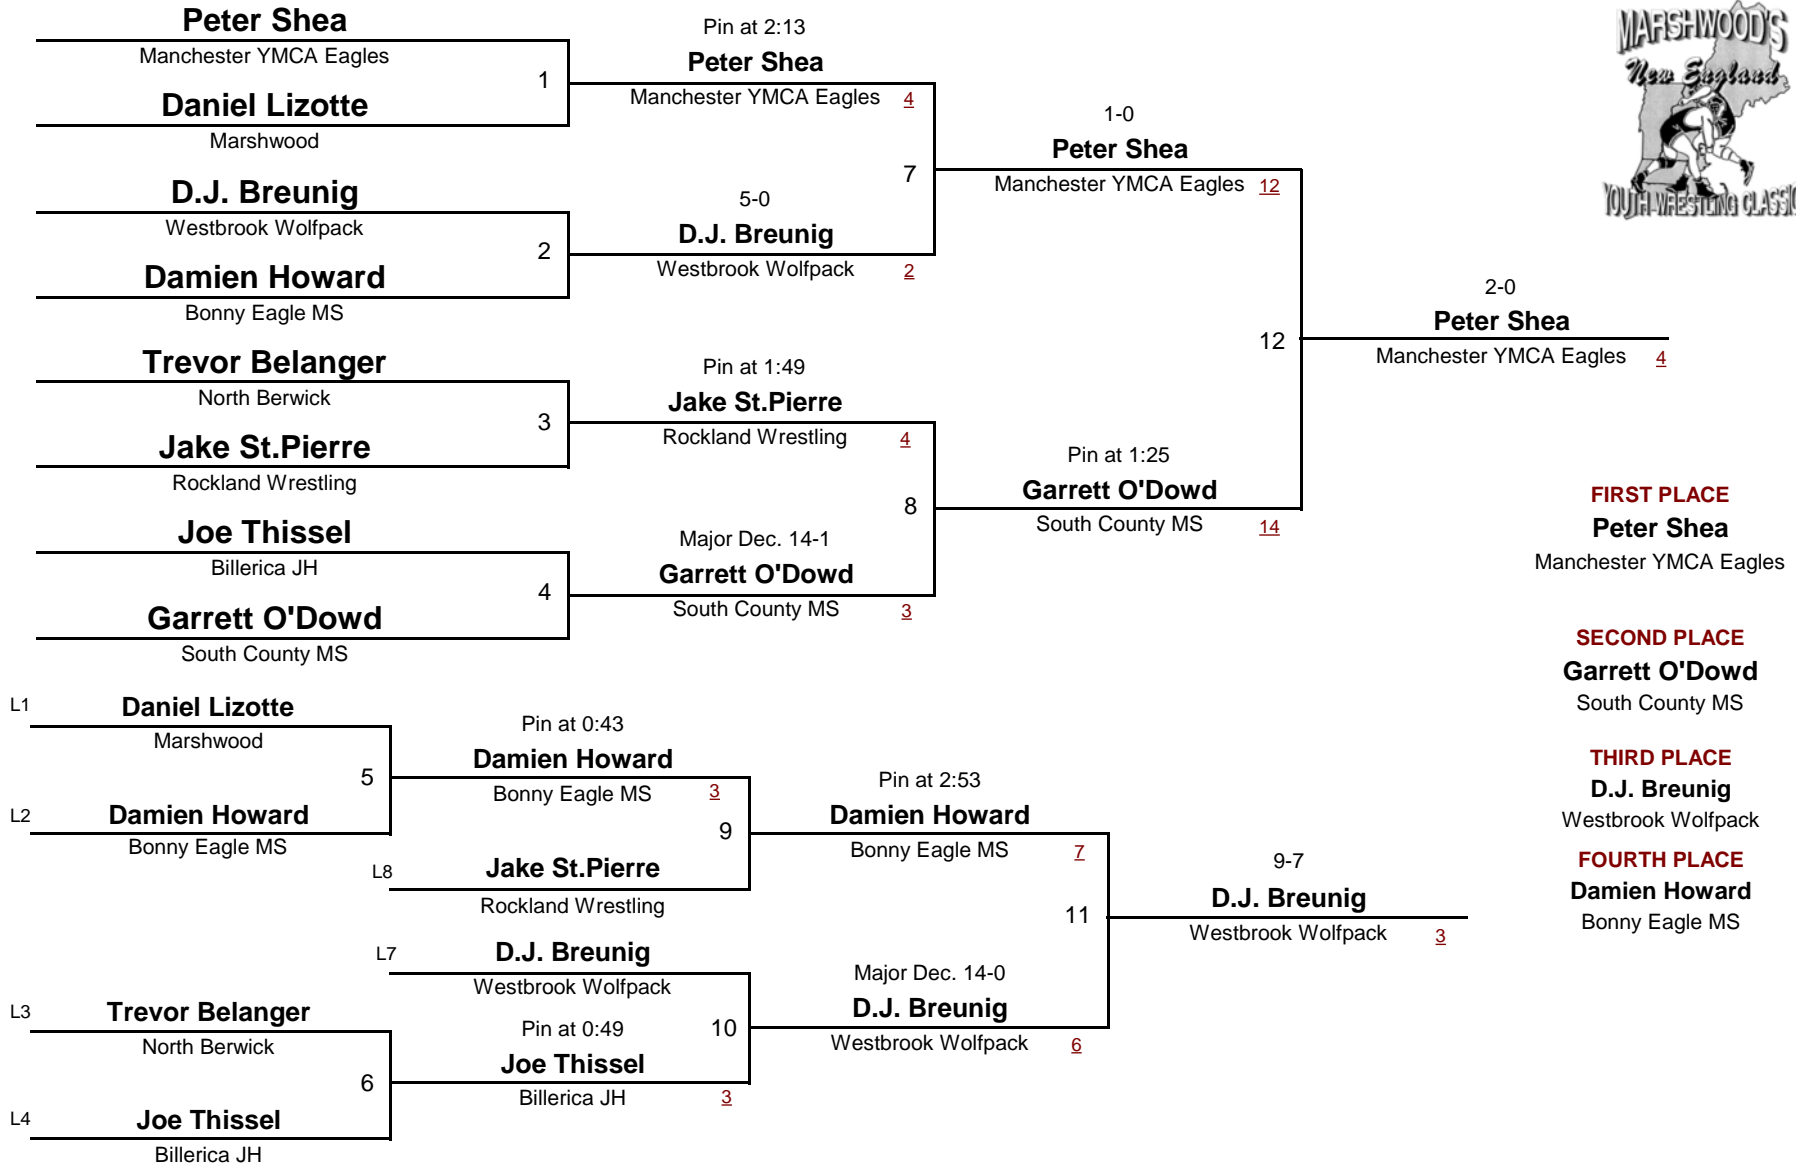 Peter Shea
Manchester YMCA Eagles
1
Daniel Lizotte
Marshwood
D.J. Breunig
Westbrook Wolfpack
2
Damien Howard
Bonny Eagle MS
Trevor Belanger
North Berwick
3
Jake St.Pierre
Rockland Wrestling
Joe Thissel
Billerica JH
4
Garrett O'Dowd
South County MS
Pin at 2:13
Peter Shea
Manchester YMCA Eagles 4
7
5-0
D.J. Breunig
Westbrook Wolfpack 2
Pin at 1:49
Jake St.Pierre
Rockland Wrestling 4
8
Major Dec. 14-1
Garrett O'Dowd
South County MS 3
1-0
Peter Shea
Manchester YMCA Eagles 12
12
Pin at 1:25
Garrett O'Dowd
South County MS 14
2-0
Peter Shea
Manchester YMCA Eagles 4
MARSHWOOD'S
New England
YOUTH WRESTLING CLASSIC
FIRST PLACE
Peter Shea
Manchester YMCA Eagles
SECOND PLACE
Garrett O'Dowd
South County MS
THIRD PLACE
D.J. Breunig
Westbrook Wolfpack
FOURTH PLACE
Damien Howard
Bonny Eagle MS
L1 Daniel Lizotte
Marshwood
5
L2 Damien Howard
Bonny Eagle MS
L3 Trevor Belanger
North Berwick
6
L4 Joe Thissel
Billerica JH
Pin at 0:43
Damien Howard
Bonny Eagle MS 3
9
L8 Jake St.Pierre
Rockland Wrestling
L7 D.J. Breunig
Westbrook Wolfpack
Pin at 0:49 10
Joe Thissel
Billerica JH 3
Pin at 2:53
Damien Howard
Bonny Eagle MS 7
11
Major Dec. 14-0
D.J. Breunig
Westbrook Wolfpack 6
9-7
D.J. Breunig
Westbrook Wolfpack 3